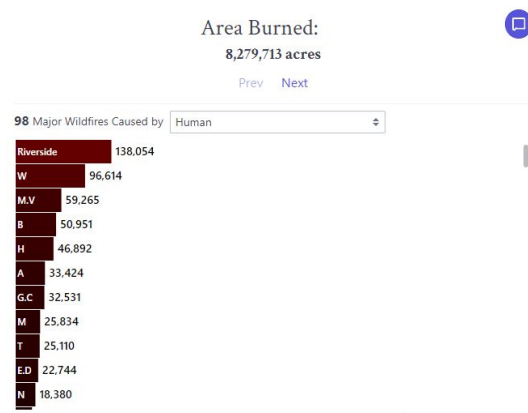 Area Burned:
8,279,713 acres
Prev Next
98 Major Wildfires Caused by Human
Riverside 138,054
W 96,614
M.V 59,265
B 50,951
H 46,892
A 33,424
G.C 32,531
M 25,834
T 25,110
E.D 22,744
N 18,380